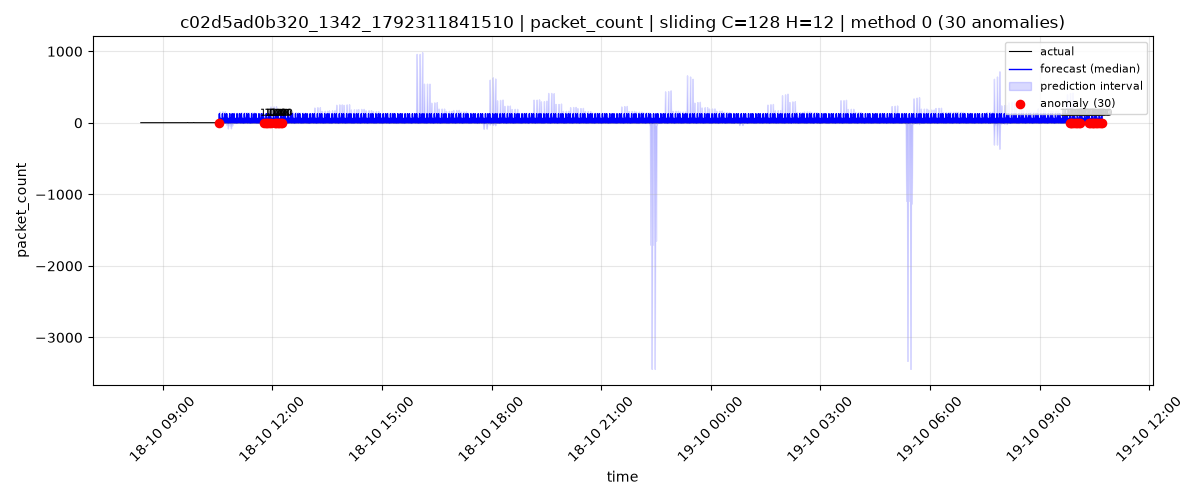 c02d5ad0b320_1342_1792311841510 | packet_count | sliding C=128 H=12 | method 0 (30 anomalies)
actual
forecast (median)
prediction interval
anomaly (30)
packet_count
1000
0
−1000
−2000
−3000
18-10 09:00
18-10 12:00
18-10 15:00
18-10 18:00
18-10 21:00
19-10 00:00
19-10 03:00
19-10 06:00
19-10 09:00
19-10 12:00
time